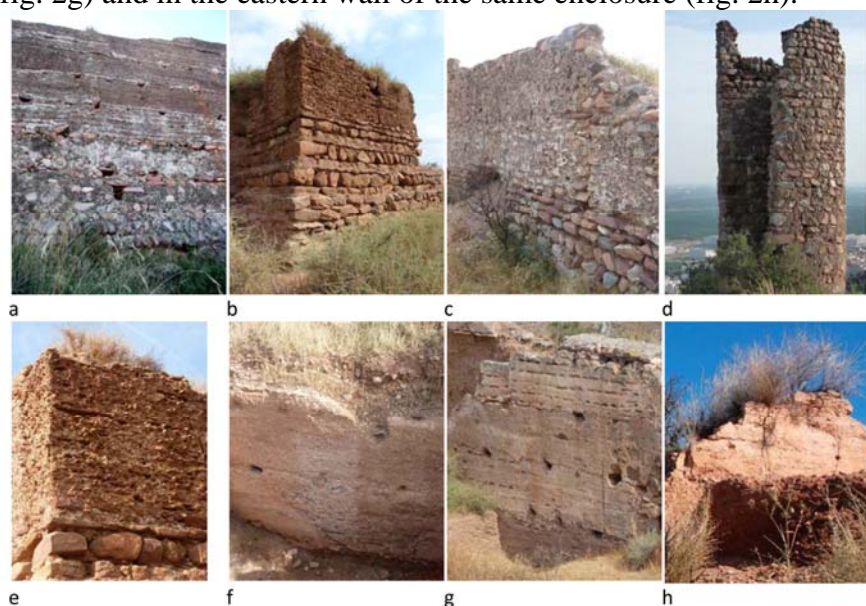 fig. 2g) and in the eastern wall of the same enclosure (fig. 2h).
a b c d
e f g h